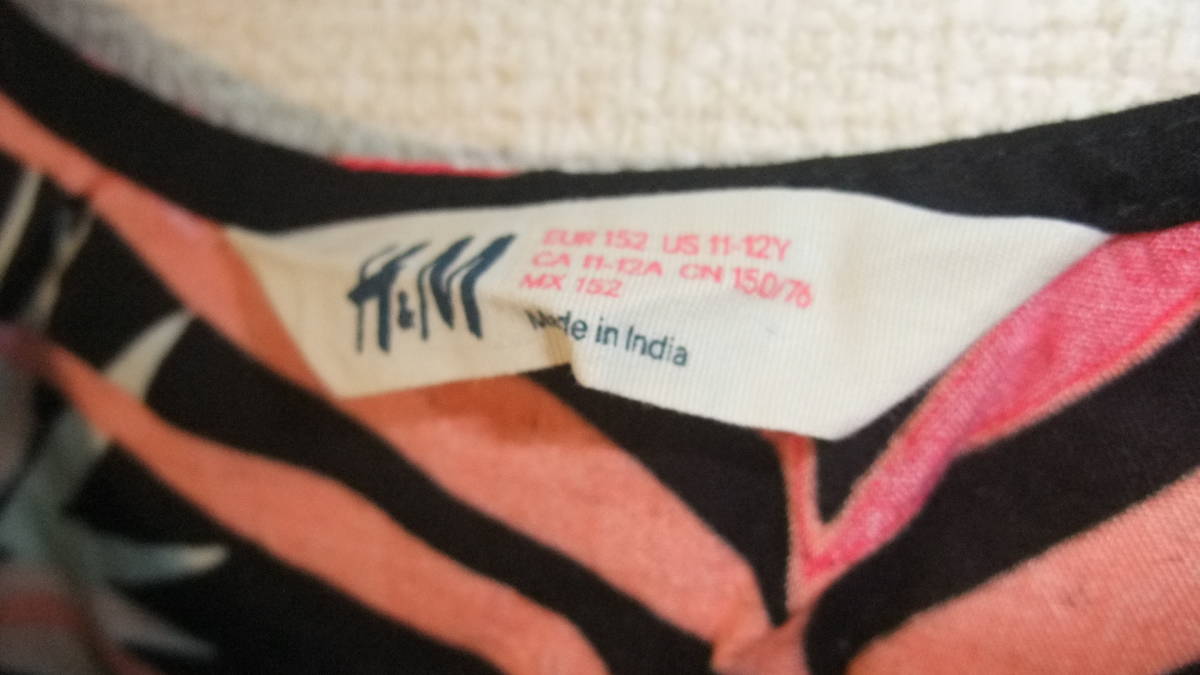 H&M
EUR 152 US 11-12Y
CA 11-12A CN 150/76
MX 152
Made in India